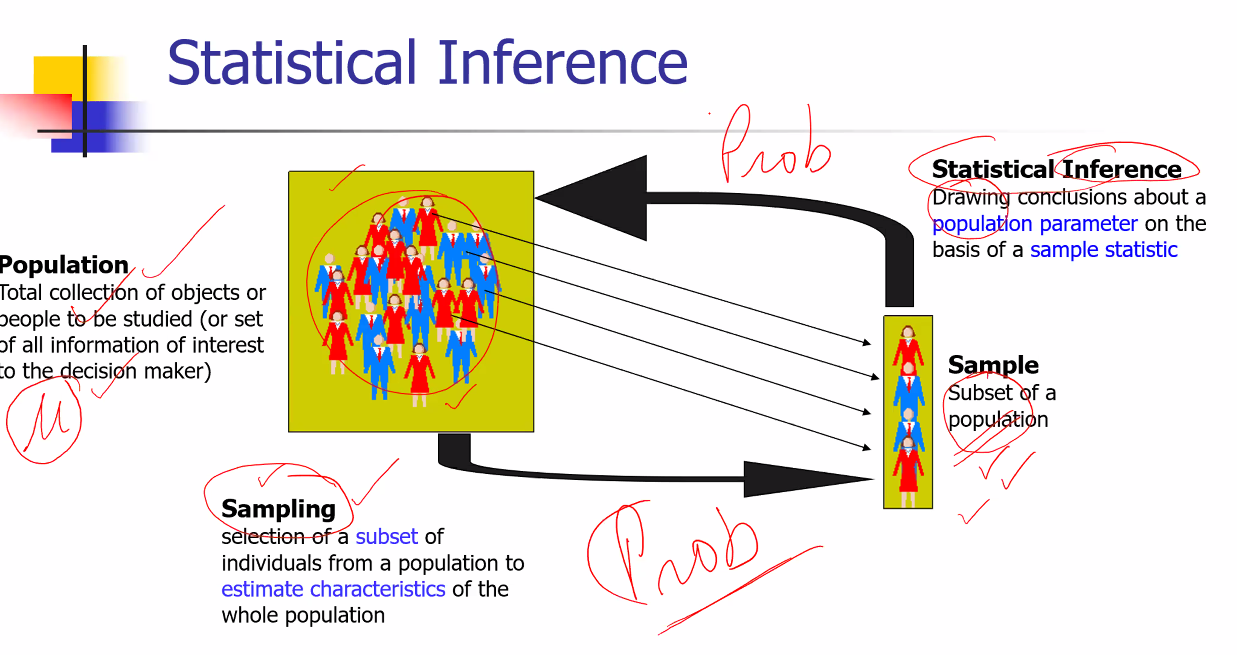 Statistical Inference
Prob
Statistical Inference
Drawing conclusions about a
population parameter on the
basis of a sample statistic
Population
Total collection of objects or
people to be studied (or set
of all information of interest
to the decision maker)
μ
Sample
Subset of a
population
Sampling
selection of a subset of
individuals from a population to
estimate characteristics of the
whole population
Prob